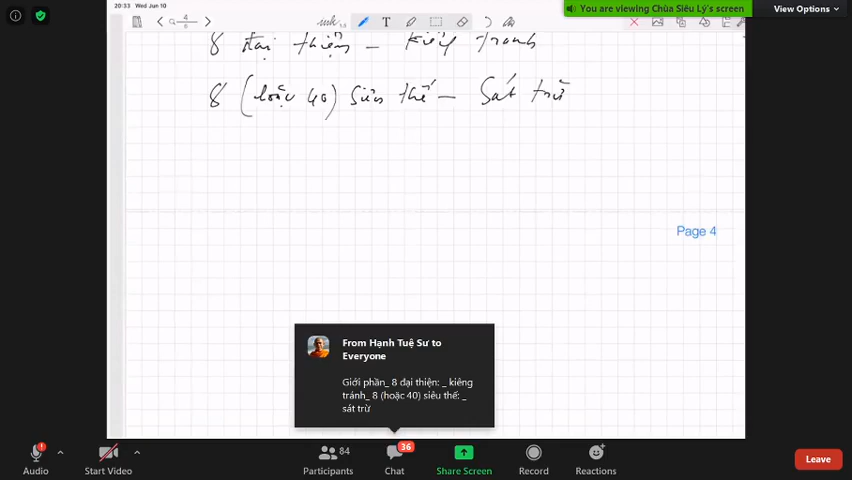 20:33 Wed Jun 10
You are viewing Chùa Siêu Lý's screen
View Options
4
8
8 đại thiện – kiêng tránh
8 (hoặc 40) siêu thế – Sát trừ
Page 4
From Hạnh Tuệ Sư to
Everyone
Giới phần_ 8 đại thiện: _ kiêng
tránh_ 8 (hoặc 40) siêu thế: _
sát trừ
Audio
Start Video
84
Participants
36
Chat
Share Screen
Record
Reactions
Leave